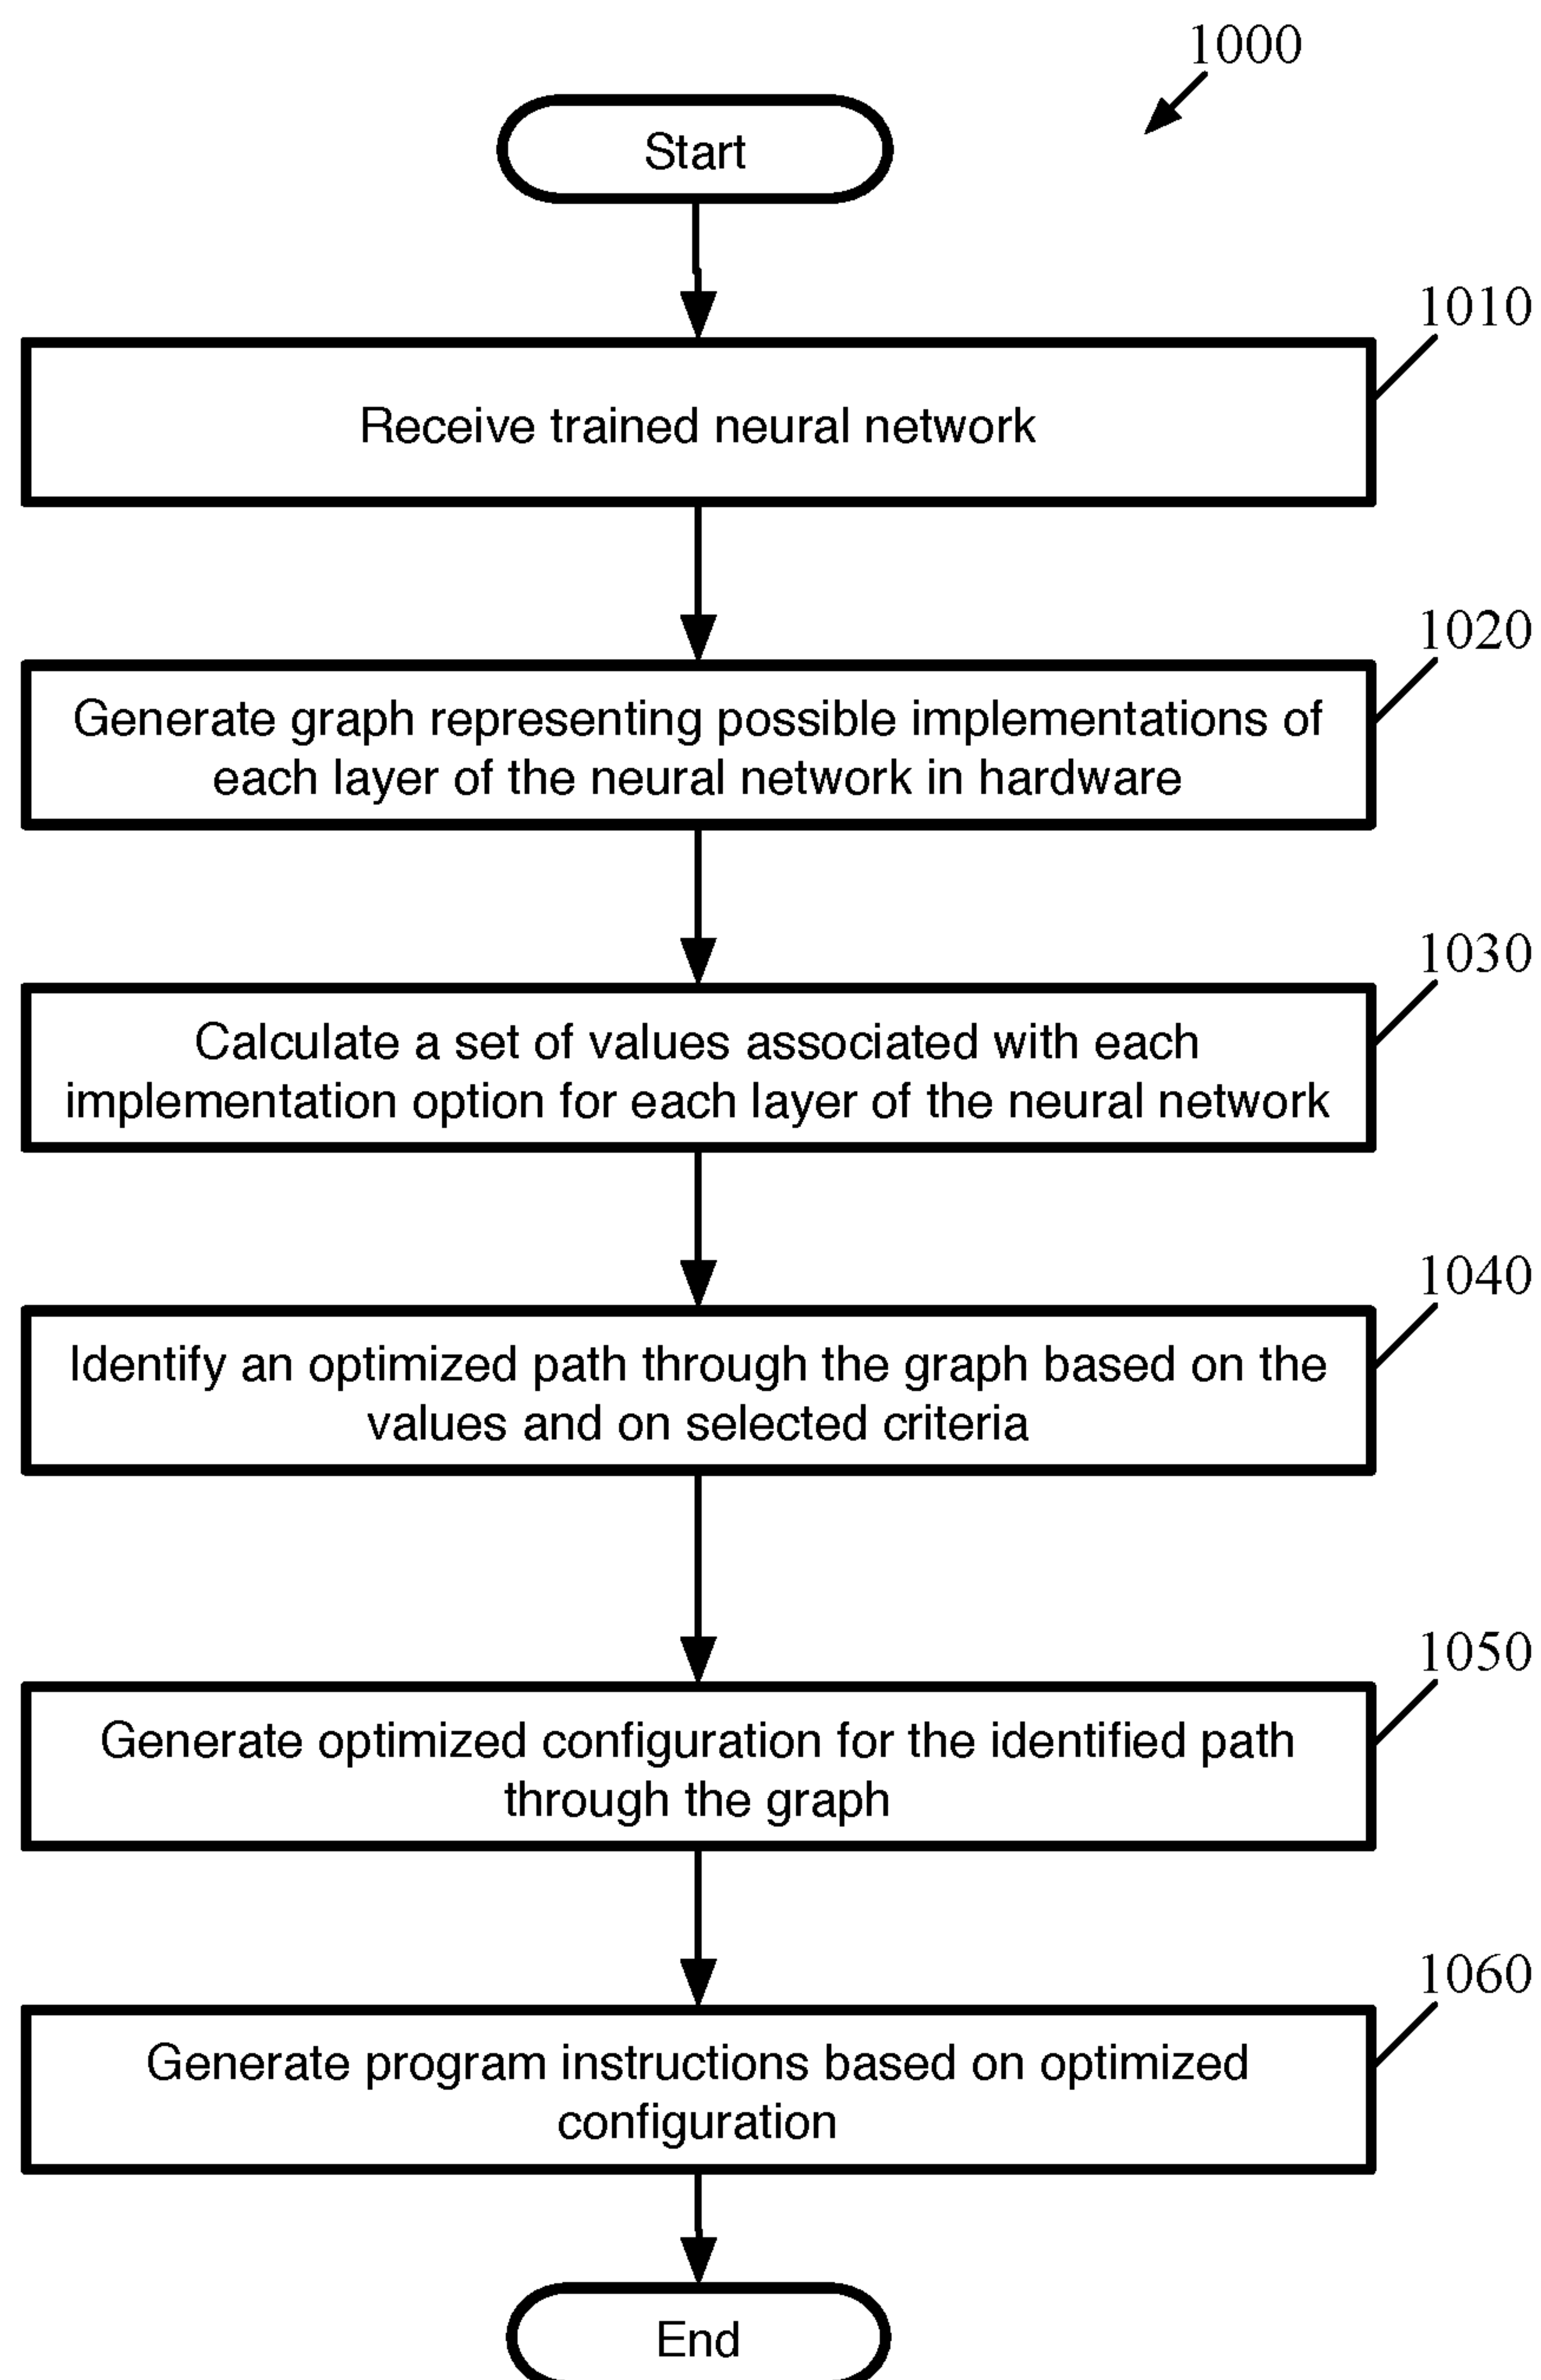 1000
Start
1010
Receive trained neural network
1020
Generate graph representing possible implementations of
each layer of the neural network in hardware
1030
Calculate a set of values associated with each
implementation option for each layer of the neural network
1040
Identify an optimized path through the graph based on the
values and on selected criteria
1050
Generate optimized configuration for the identified path
through the graph
1060
Generate program instructions based on optimized
configuration
End